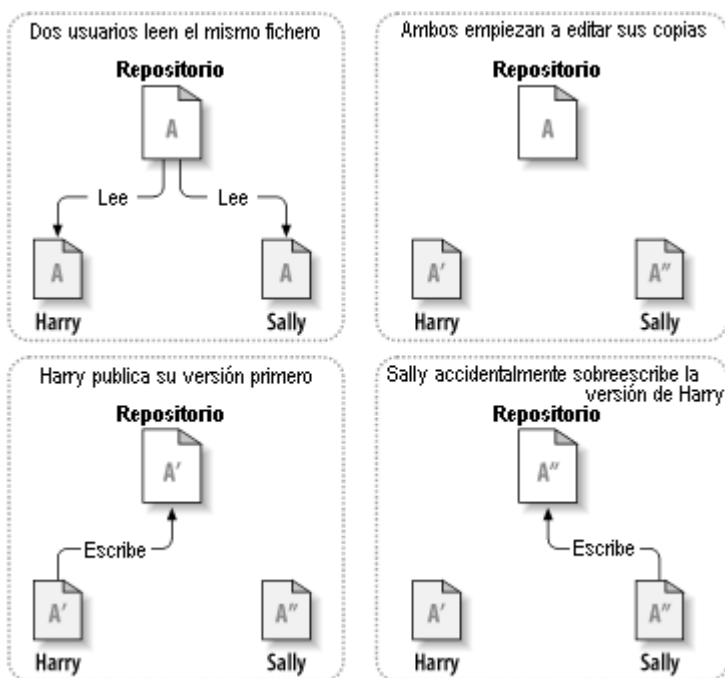 Dos usuarios leen el mismo fichero
Repositorio
A
Lee
Lee
A
A
Harry
Sally
Ambos empiezan a editar sus copias
Repositorio
A
A′
A″
Harry
Sally
Harry publica su versión primero
Repositorio
A′
Escribe
A′
A″
Harry
Sally
Sally accidentalmente sobreescribe la
versión de Harry
Repositorio
A″
Escribe
A′
A″
Harry
Sally